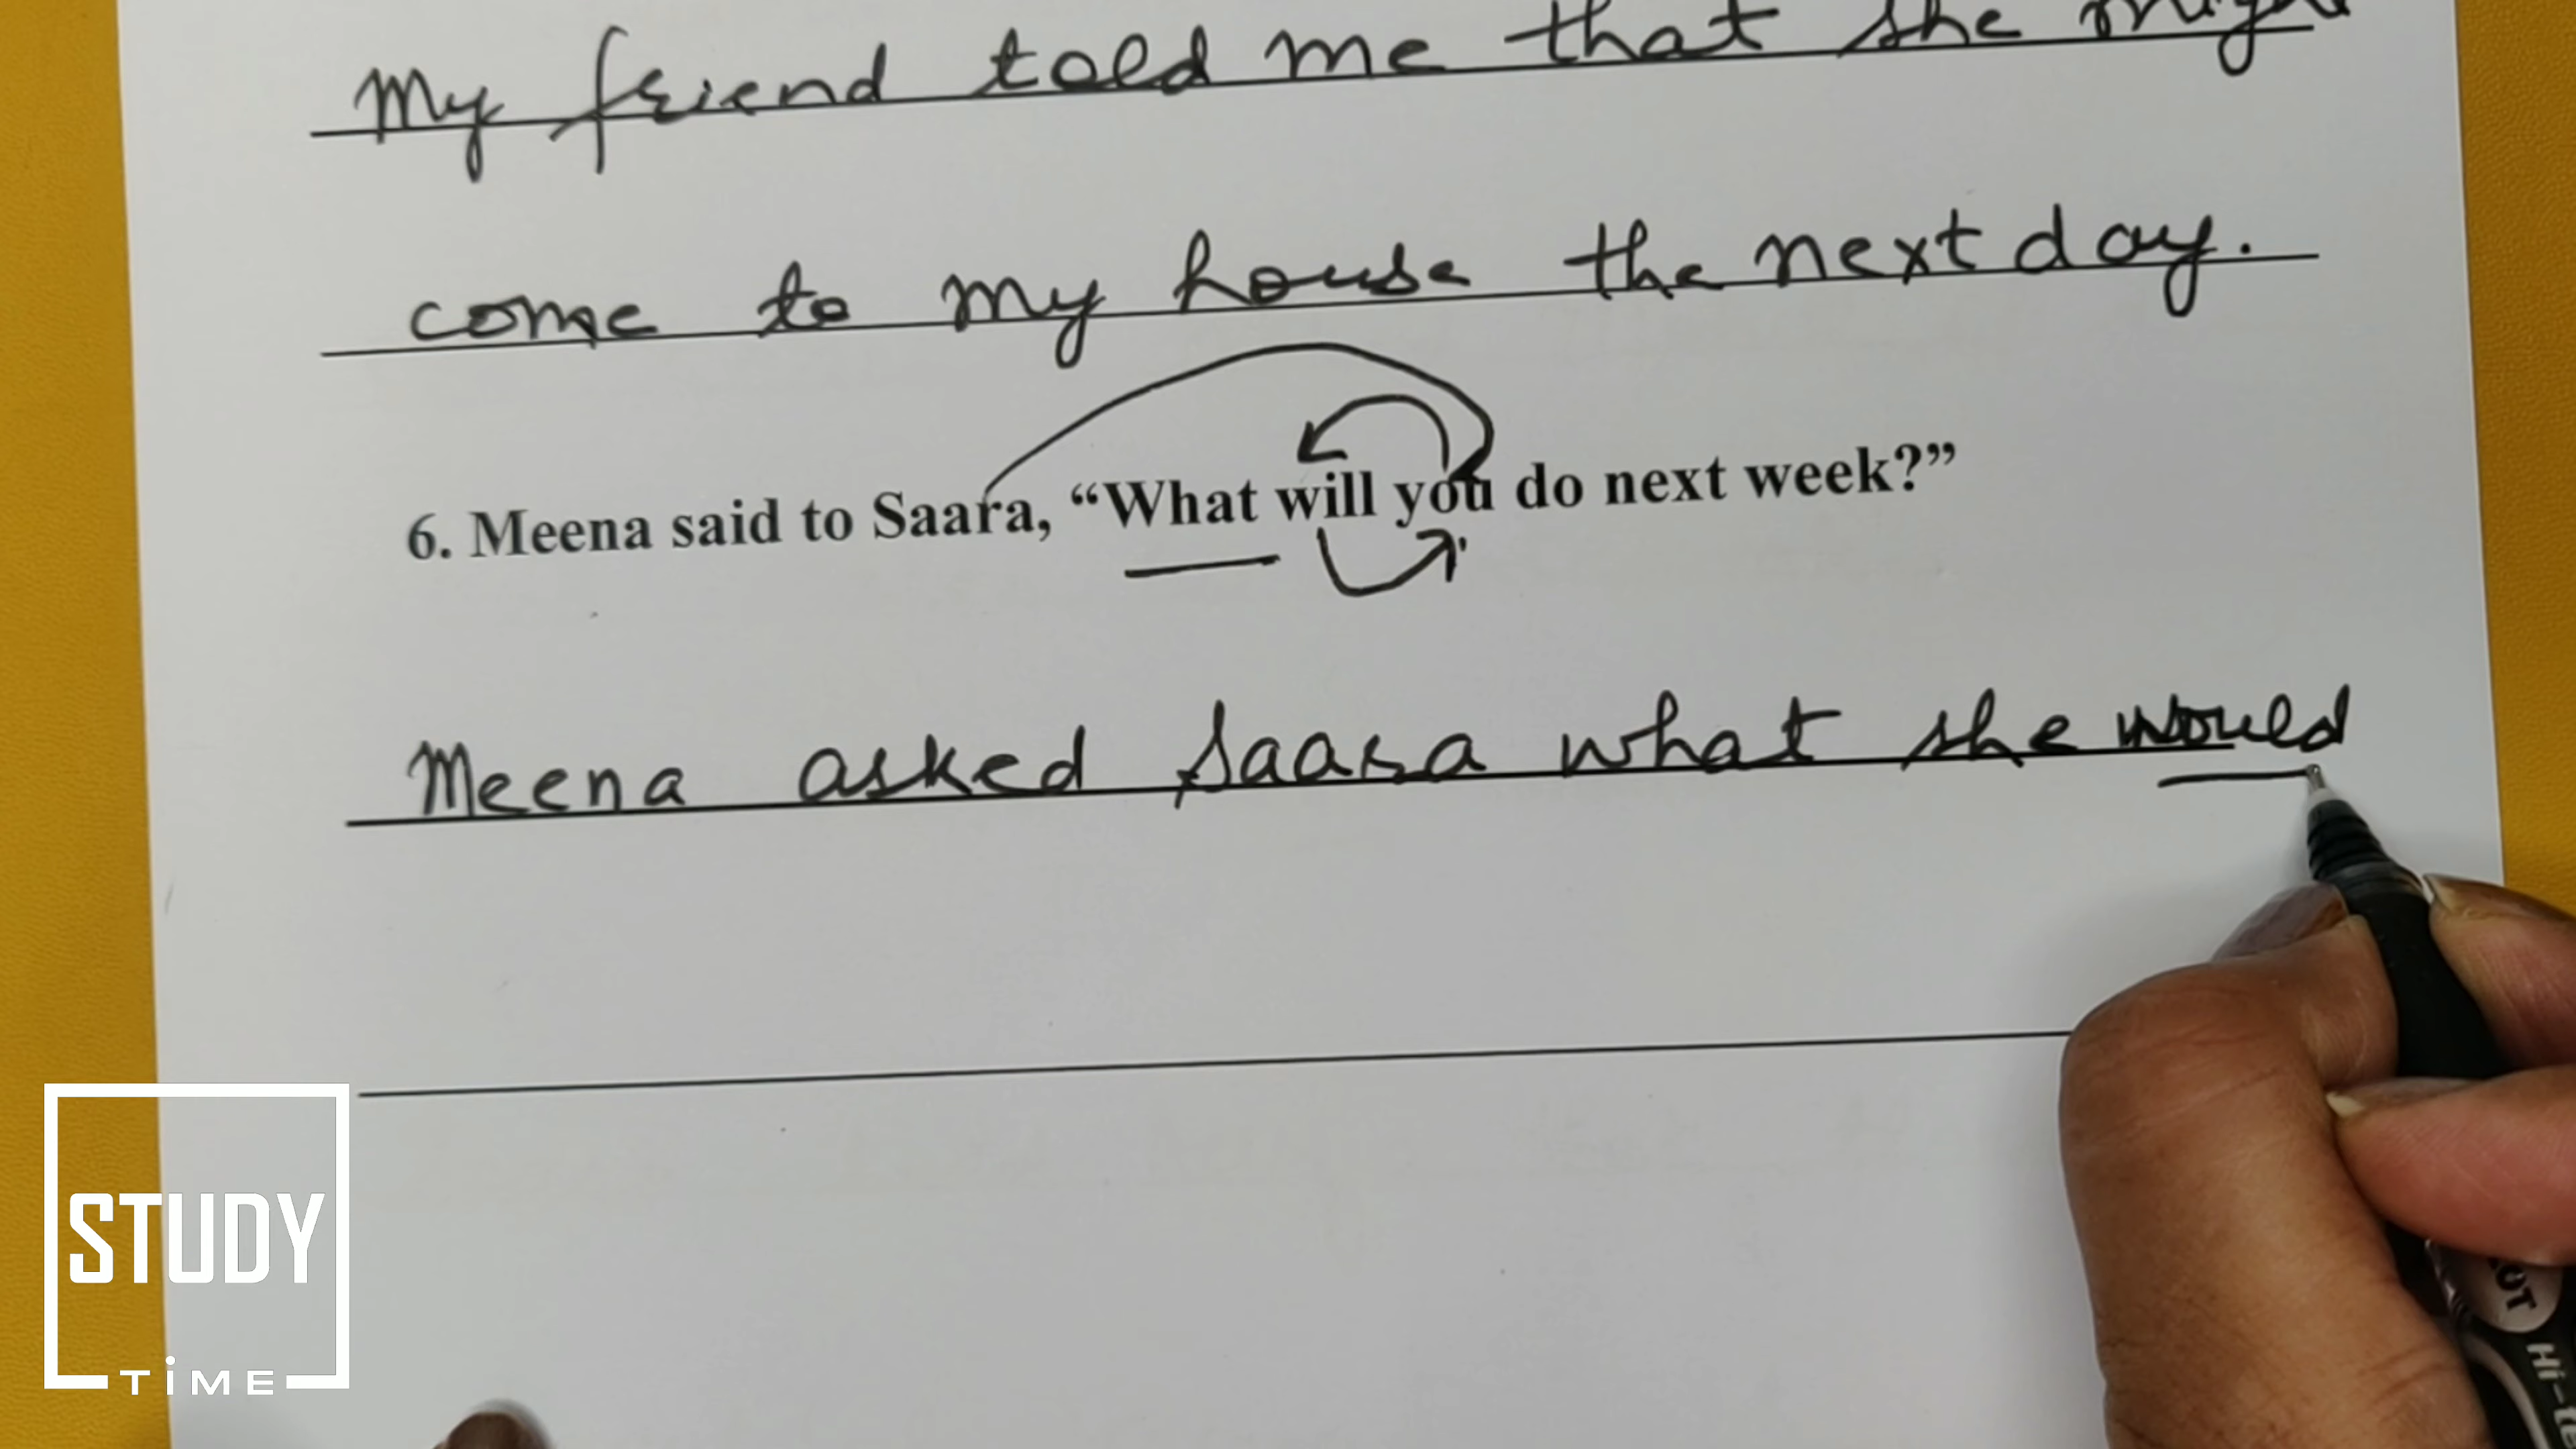 My friend told me that she might
come to my house the next day.
6. Meena said to Saara, “What will you do next week?”
Meena asked Saara what she would
STUDY
TiME